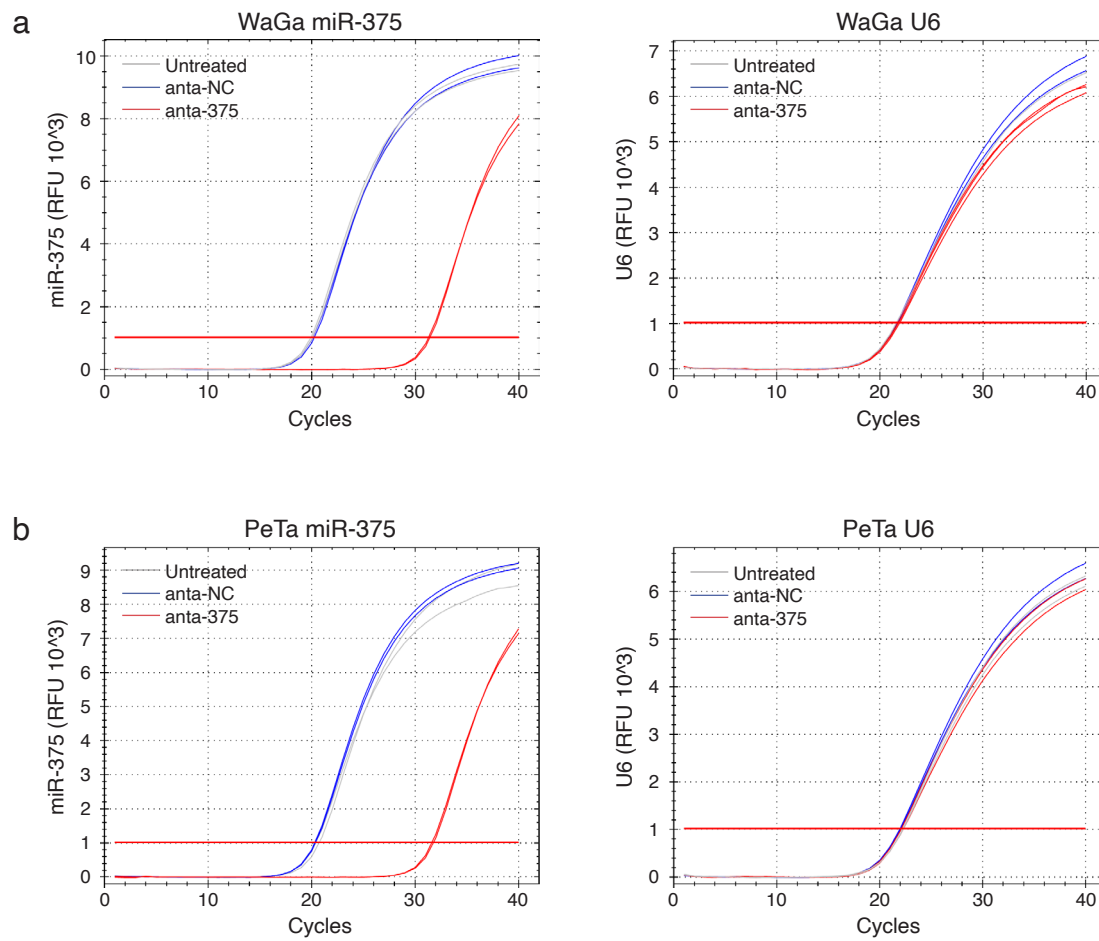 a
WaGa miR-375
Untreated
anta-NC
anta-375
miR-375 (RFU 10^3)
10
8
6
4
2
0
0 10 20 30 40
Cycles
WaGa U6
Untreated
anta-NC
anta-375
U6 (RFU 10^3)
7
6
5
4
3
2
1
0
0 10 20 30 40
Cycles
b
PeTa miR-375
Untreated
anta-NC
anta-375
miR-375 (RFU 10^3)
9
8
7
6
5
4
3
2
1
0
0 10 20 30 40
Cycles
PeTa U6
Untreated
anta-NC
anta-375
U6 (RFU 10^3)
6
5
4
3
2
1
0
0 10 20 30 40
Cycles